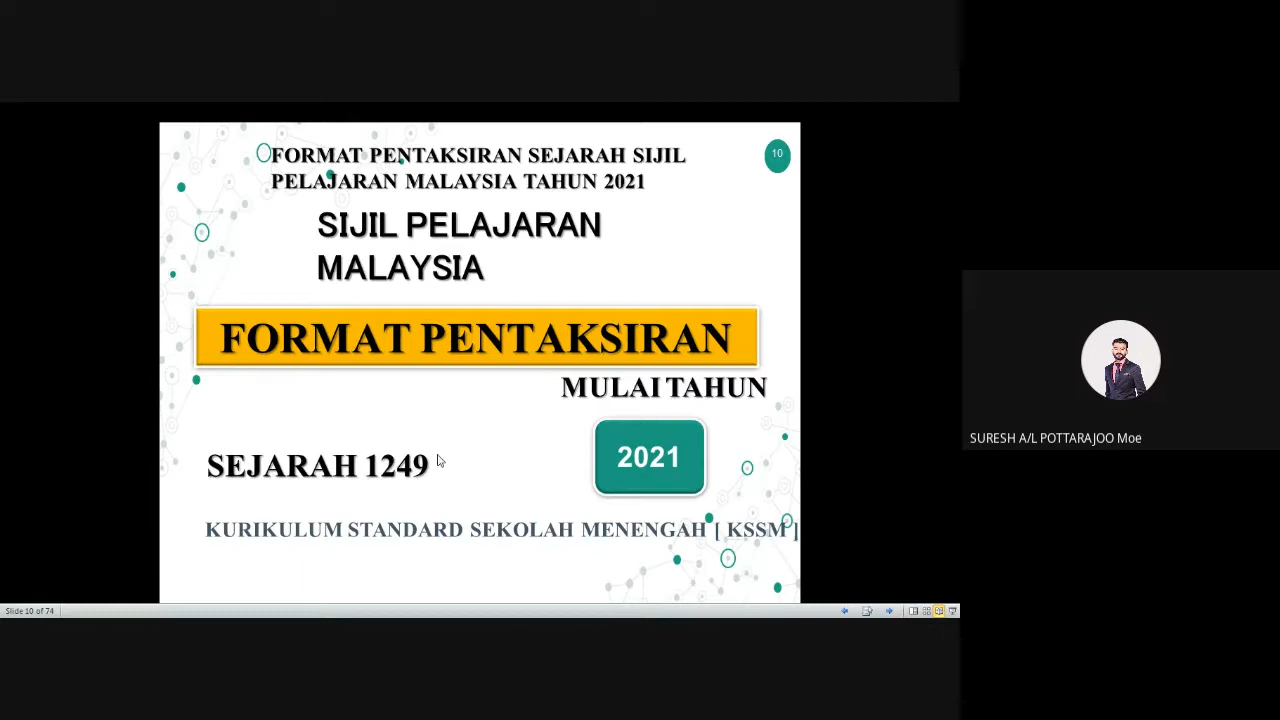 FORMAT PENTAKSIRAN SEJARAH SIJIL
PELAJARAN MALAYSIA TAHUN 2021
10
SIJIL PELAJARAN
MALAYSIA
FORMAT PENTAKSIRAN
MULAI TAHUN
2021
SEJARAH 1249
KURIKULUM STANDARD SEKOLAH MENENGAH [ KSSM ]
Slide 10 of 74
SURESH A/L POTTARAJOO Moe